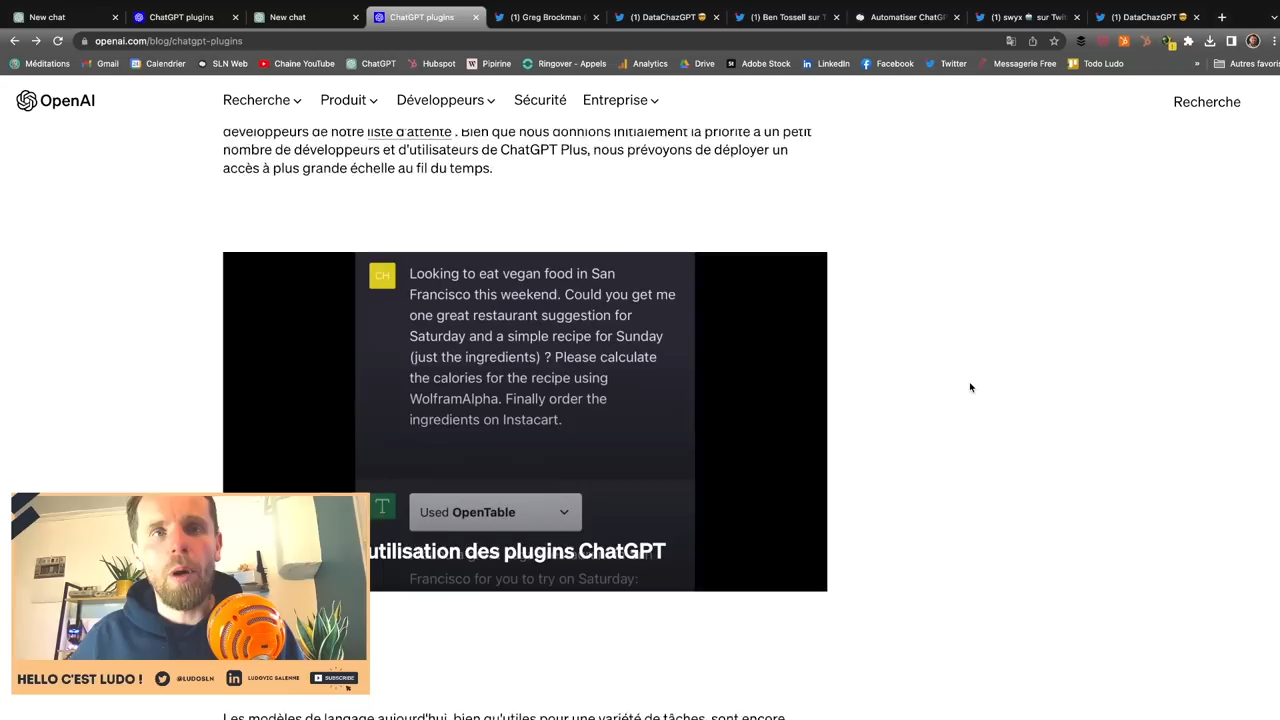 New chat
ChatGPT plugins
New chat
ChatGPT plugins
(1) Greg Brockman
(1) DataChazGPT
(1) Ben Tossell sur T
Automatiser ChatG
(1) swyx sur Twi
(1) DataChazGPT
openai.com/blog/chatgpt-plugins
Méditations
Gmail
Calendrier
SLN Web
Chaine YouTube
ChatGPT
Hubspot
Pipirine
Ringover - Appels
Analytics
Drive
Adobe Stock
LinkedIn
Facebook
Twitter
Messagerie Free
Todo Ludo
»
Autres favoris
OpenAI
Recherche
Produit
Développeurs
Sécurité
Entreprise
Recherche
développeurs de notre liste d'attente . Bien que nous donnions initialement la priorité à un petit
nombre de développeurs et d'utilisateurs de ChatGPT Plus, nous prévoyons de déployer un
accès à plus grande échelle au fil du temps.
CH
Looking to eat vegan food in San
Francisco this weekend. Could you get me
one great restaurant suggestion for
Saturday and a simple recipe for Sunday
(just the ingredients) ? Please calculate
the calories for the recipe using
WolframAlpha. Finally order the
ingredients on Instacart.
T
Used OpenTable
utilisation des plugins ChatGPT
Francisco for you to try on Saturday:
HELLO C'EST LUDO !
@LUDOSLN
LUDOVIC SALENNE
SUBSCRIBE
Les modèles de langage aujourd'hui, bien qu'utiles pour une variété de tâches, sont encore